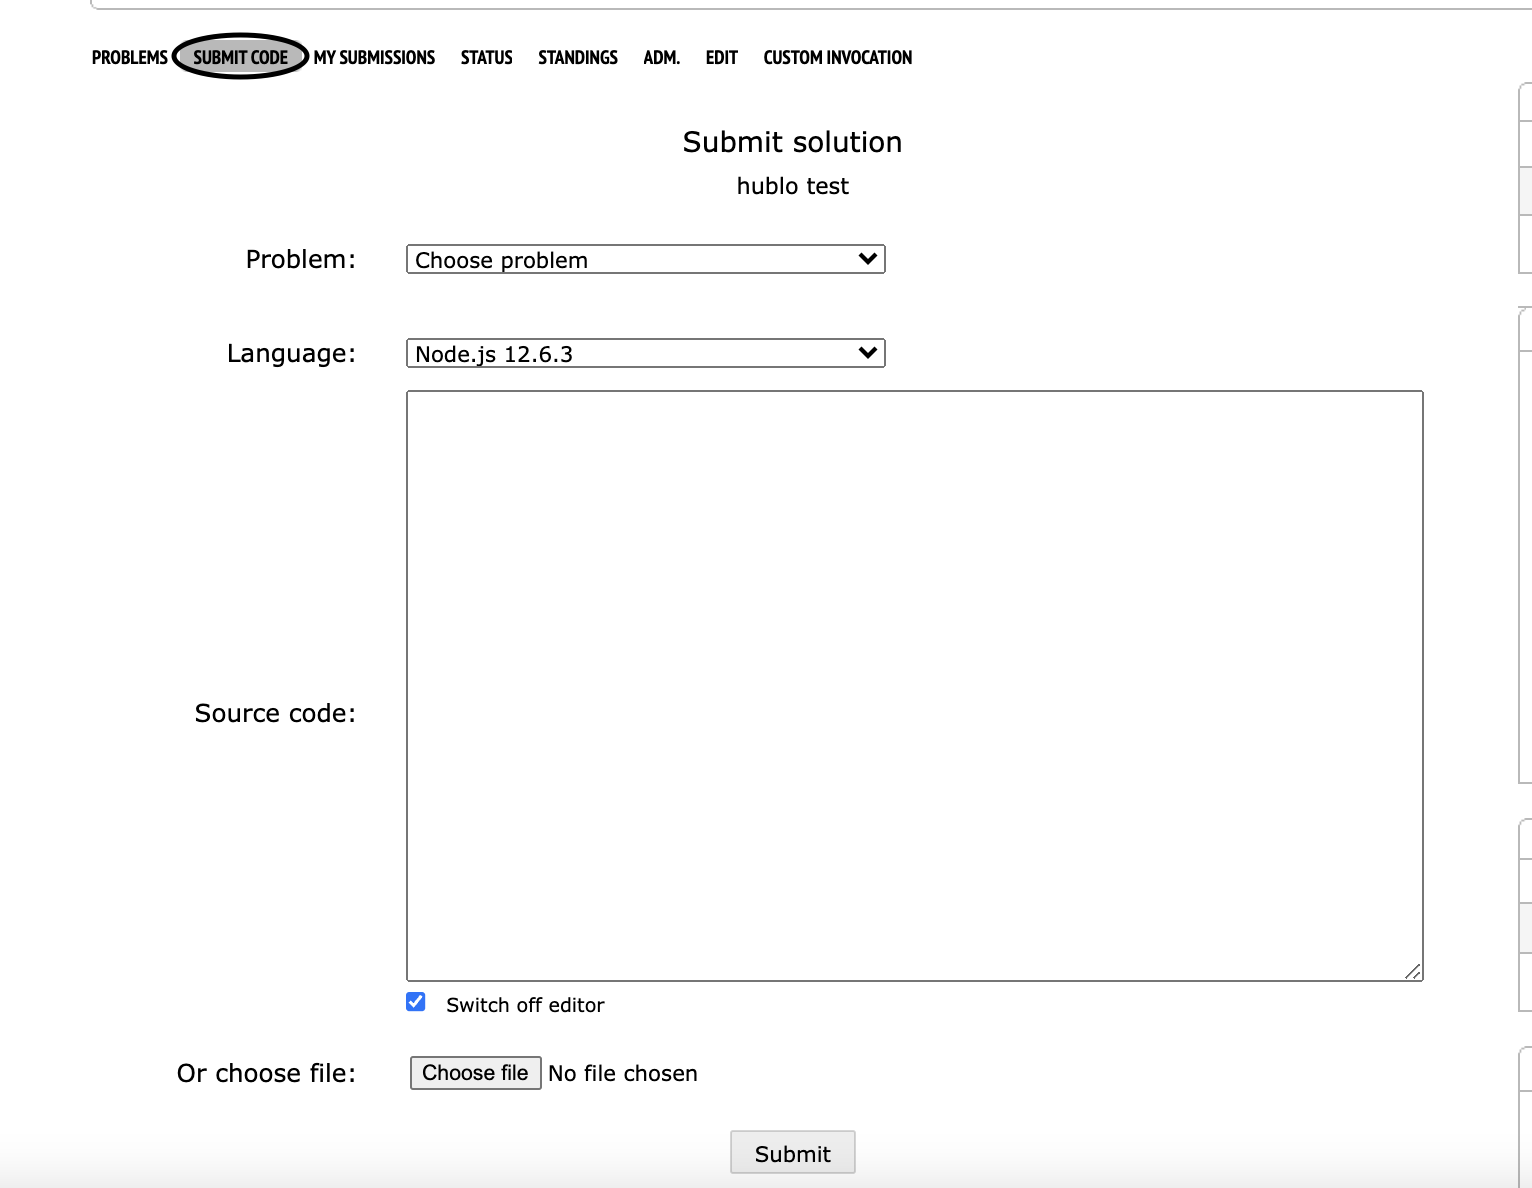 PROBLEMS SUBMIT CODE MY SUBMISSIONS STATUS STANDINGS ADM. EDIT CUSTOM INVOCATION
Submit solution
hublo test
Problem: Choose problem
Language: Node.js 12.6.3
Source code:
Switch off editor
Or choose file: Choose file No file chosen
Submit